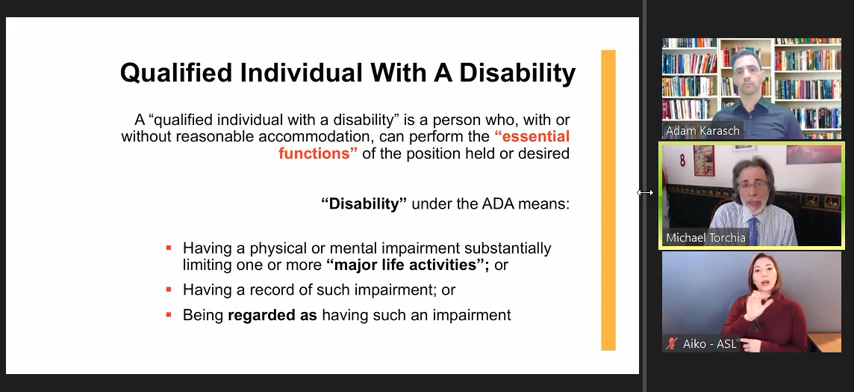 Qualified Individual With A Disability
A “qualified individual with a disability” is a person who, with or
without reasonable accommodation, can perform the “essential
functions” of the position held or desired
“Disability” under the ADA means:
▪ Having a physical or mental impairment substantially
limiting one or more “major life activities”; or
▪ Having a record of such impairment; or
▪ Being regarded as having such an impairment
Adam Karasch
8
Michael Torchia
Aiko - ASL